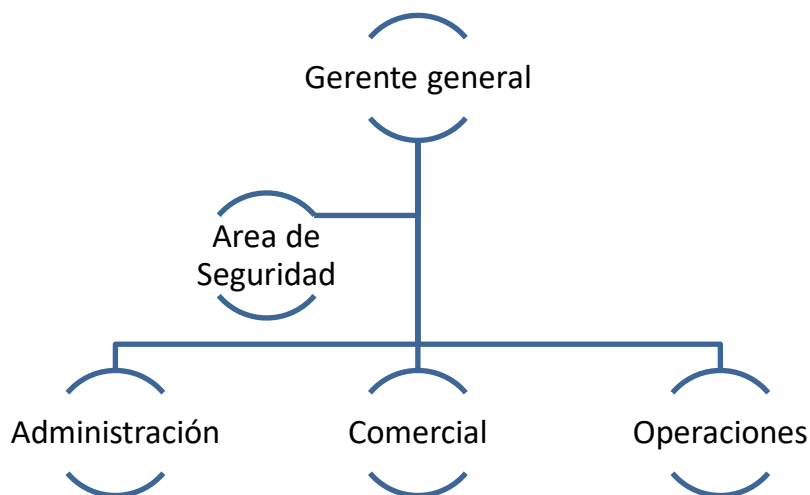 Gerente general
Area de
Seguridad
Administración
Comercial
Operaciones